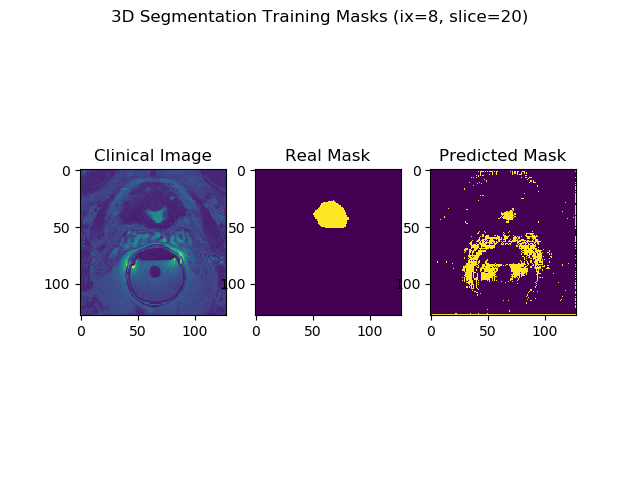 3D Segmentation Training Masks (ix=8, slice=20)
Clinical Image Real Mask Predicted Mask
0 0 0
50 50 50
100 100 100
0 100 0 50 100 0 50 100